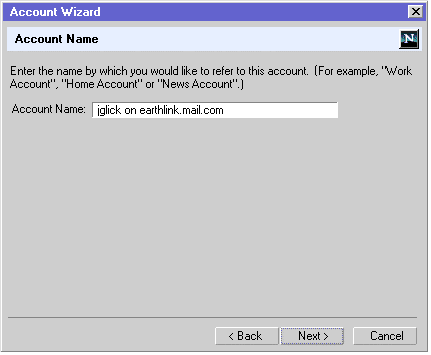 Account Wizard
Account Name
N
Enter the name by which you would like to refer to this account. (For example, "Work
Account", "Home Account" or "News Account".)
Account Name: jglick on earthlink.mail.com
< Back Next > Cancel